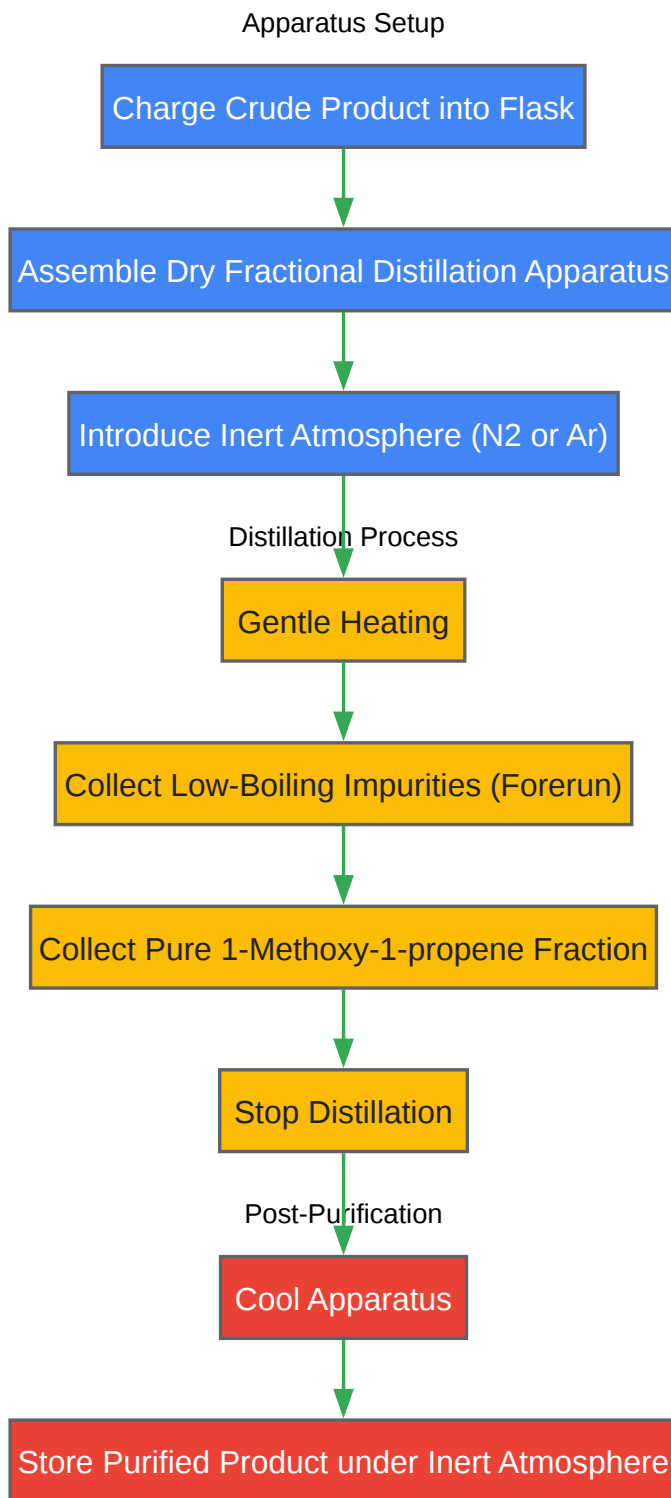 Apparatus Setup
Charge Crude Product into Flask
Assemble Dry Fractional Distillation Apparatus
Introduce Inert Atmosphere (N2 or Ar)
Distillation Process
Gentle Heating
Collect Low-Boiling Impurities (Forerun)
Collect Pure 1-Methoxy-1-propene Fraction
Stop Distillation
Post-Purification
Cool Apparatus
Store Purified Product under Inert Atmosphere